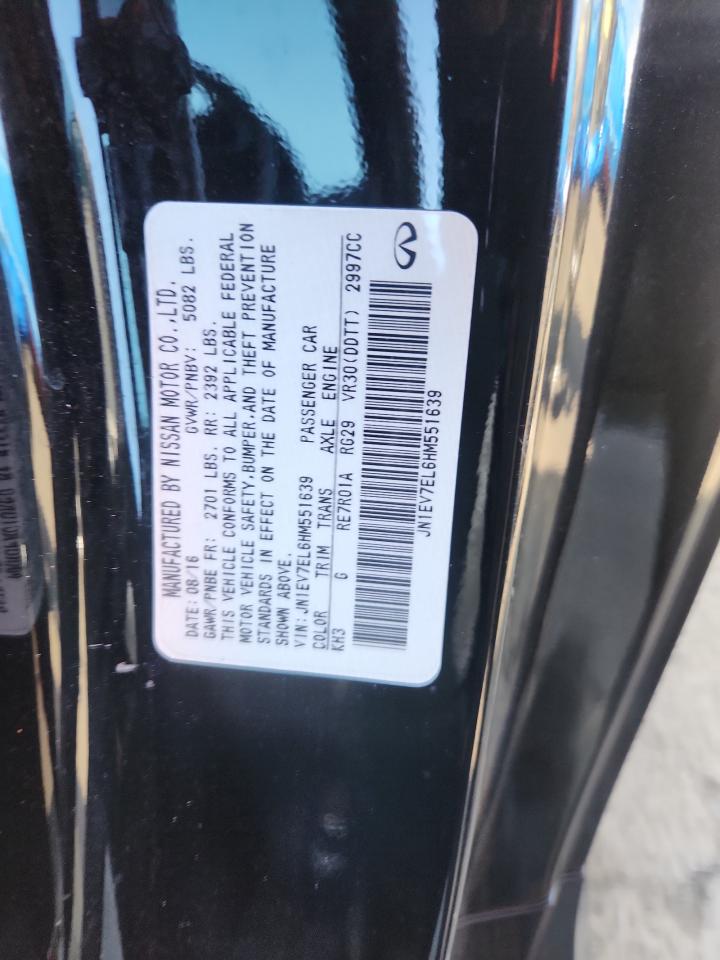 MANUFACTURED BY NISSAN MOTOR CO.,LTD.
DATE: 08/16 GVWR/PNBV: 5082 LBS.
GAWR/PNBE FR: 2701 LBS. RR: 2392 LBS.
THIS VEHICLE CONFORMS TO ALL APPLICABLE FEDERAL
MOTOR VEHICLE SAFETY,BUMPER,AND THEFT PREVENTION
STANDARDS IN EFFECT ON THE DATE OF MANUFACTURE
SHOWN ABOVE.
VIN:JN1EV7EL6HM551639 PASSENGER CAR
COLOR TRIM TRANS AXLE ENGINE
KH3 G RE7R01A RG29 VR30(DDTT) 2997CC
JN1EV7EL6HM551639